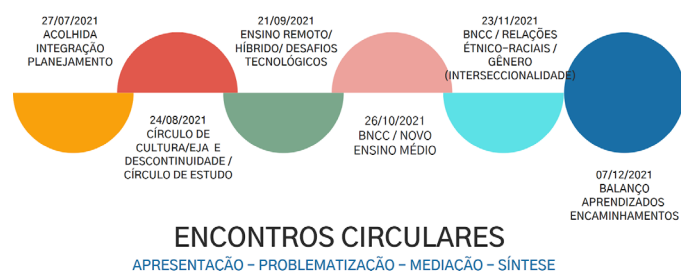 27/07/2021
ACOLHIDA
INTEGRAÇÃO
PLANEJAMENTO
24/08/2021
CÍRCULO DE
CULTURA/EJA E
DESCONTINUIDADE /
CÍRCULO DE ESTUDO
21/09/2021
ENSINO REMOTO/
HÍBRIDO/ DESAFIOS
TECNOLÓGICOS
26/10/2021
BNCC / NOVO
ENSINO MÉDIO
23/11/2021
BNCC / RELAÇÕES
ÉTNICO-RACIAIS /
GÊNERO
(INTERSECCIONALIDADE)
07/12/2021
BALANÇO
APRENDIZADOS
ENCAMINHAMENTOS
ENCONTROS CIRCULARES
APRESENTAÇÃO – PROBLEMATIZAÇÃO – MEDIAÇÃO – SÍNTESE